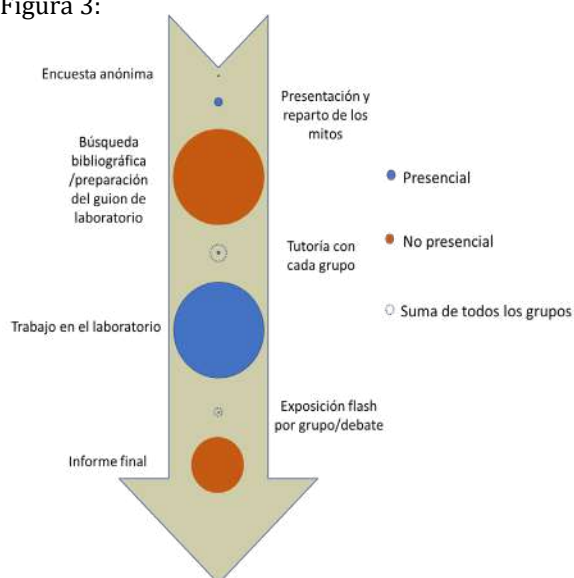 Figura 3:
Encuesta anónima
Presentación y
reparto de los
mitos
Búsqueda
bibliográfica
/preparación
del guion de
laboratorio
Presencial
No presencial
Tutoría con
cada grupo
Suma de todos los grupos
Trabajo en el laboratorio
Exposición flash
por grupo/debate
Informe final